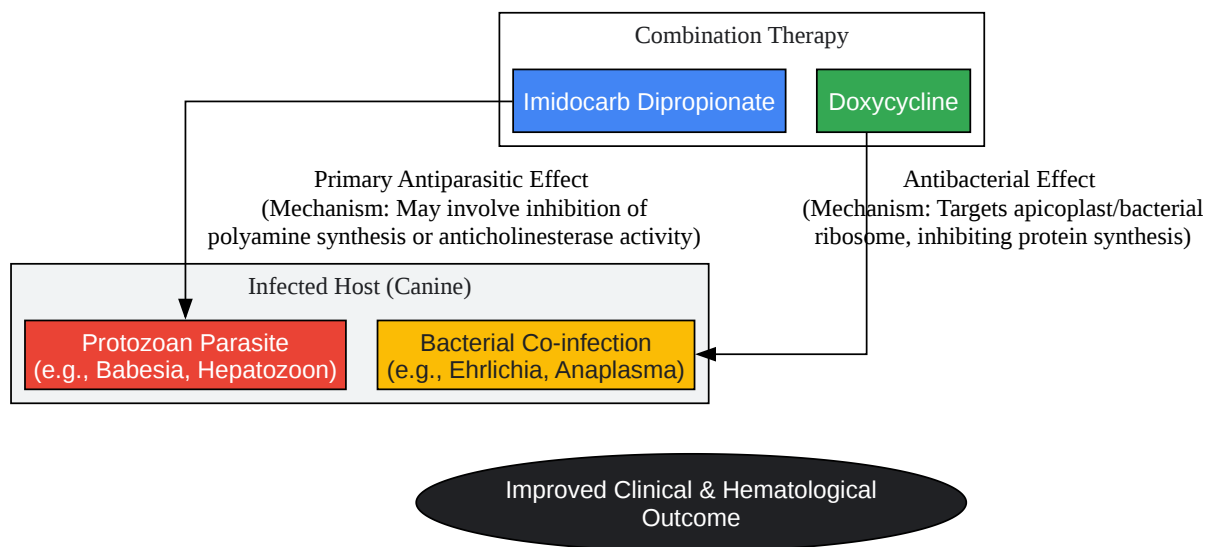 Combination Therapy
Imidocarb Dipropionate
Doxycycline
Primary Antiparasitic Effect
(Mechanism: May involve inhibition of
polyamine synthesis or anticholinesterase activity)
Antibacterial Effect
(Mechanism: Targets apicoplast/bacterial
ribosome, inhibiting protein synthesis)
Infected Host (Canine)
Protozoan Parasite
(e.g., Babesia, Hepatozoon)
Bacterial Co-infection
(e.g., Ehrlichia, Anaplasma)
Improved Clinical & Hematological
Outcome